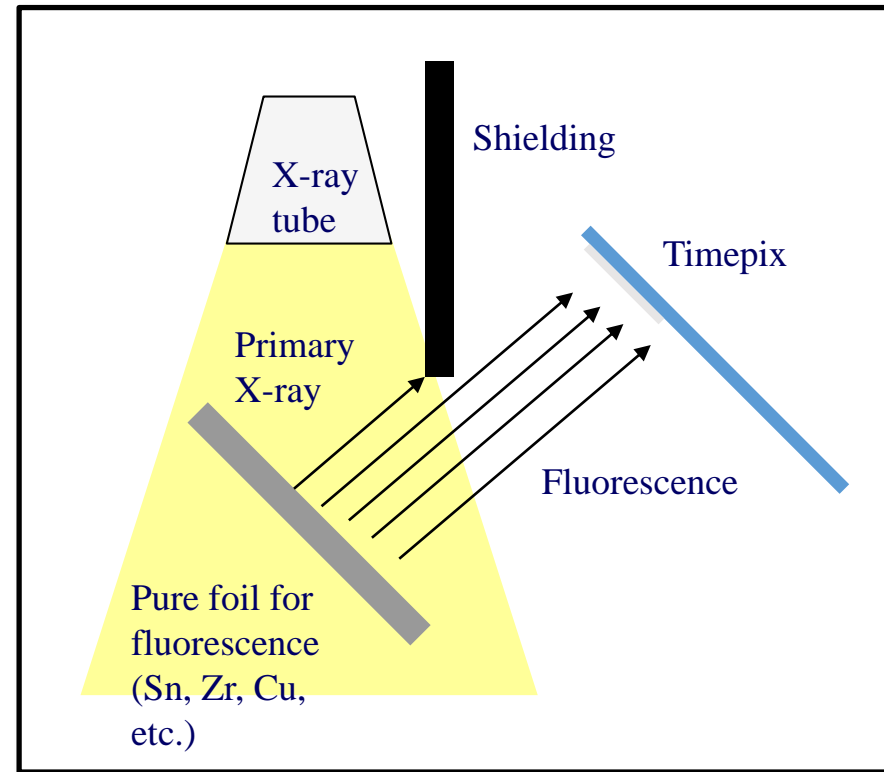 Shielding
X-ray
tube
Timepix
Primary
X-ray
Fluorescence
Pure foil for
fluorescence
(Sn, Zr, Cu,
etc.)